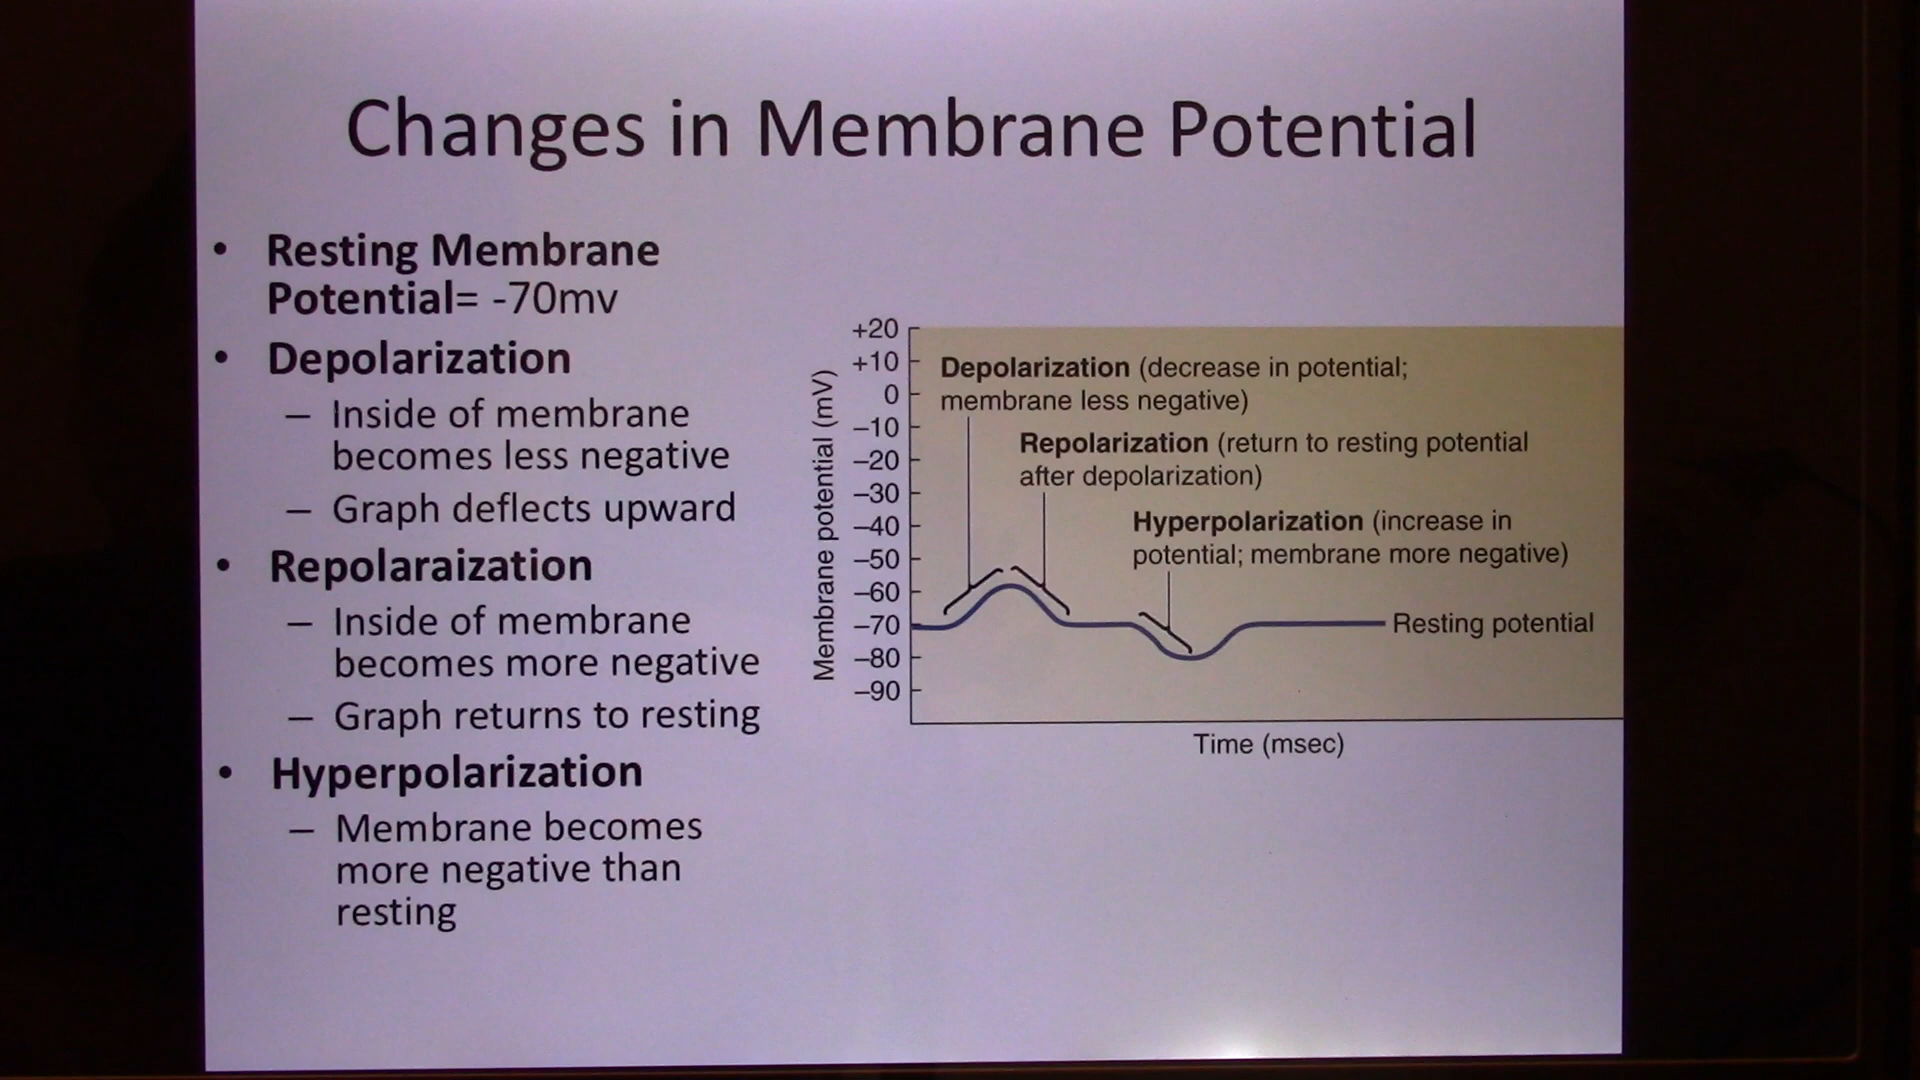 Changes in Membrane Potential
• Resting Membrane
Potential= -70mv
• Depolarization
– Inside of membrane
becomes less negative
– Graph deflects upward
• Repolaraization
– Inside of membrane
becomes more negative
– Graph returns to resting
• Hyperpolarization
– Membrane becomes
more negative than
resting
Membrane potential (mV)
+20
+10
0
–10
–20
–30
–40
–50
–60
–70
–80
–90
Depolarization (decrease in potential;
membrane less negative)
Repolarization (return to resting potential
after depolarization)
Hyperpolarization (increase in
potential; membrane more negative)
Resting potential
Time (msec)